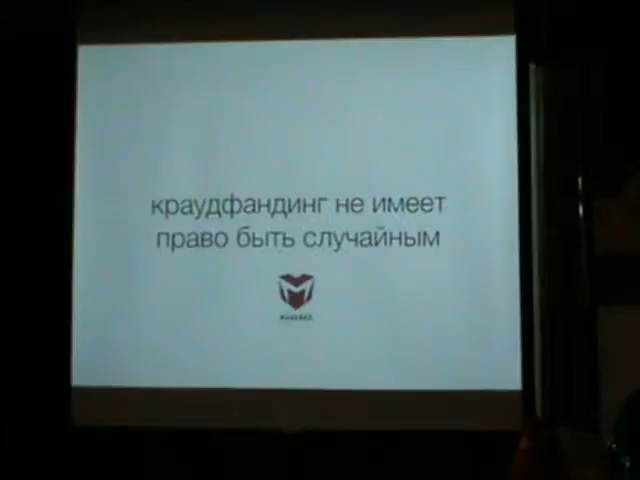 краудфандинг не имеет
право быть случайным